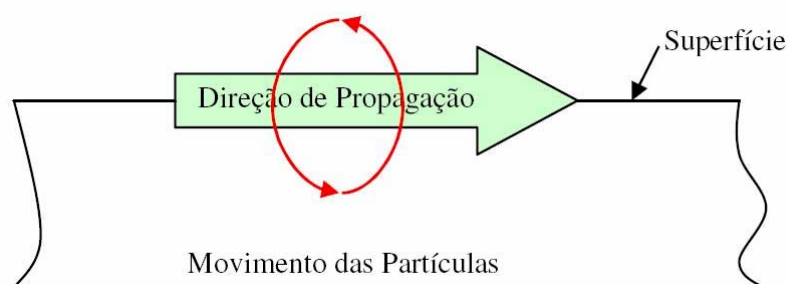 Superfície
Direção de Propagação
Movimento das Partículas